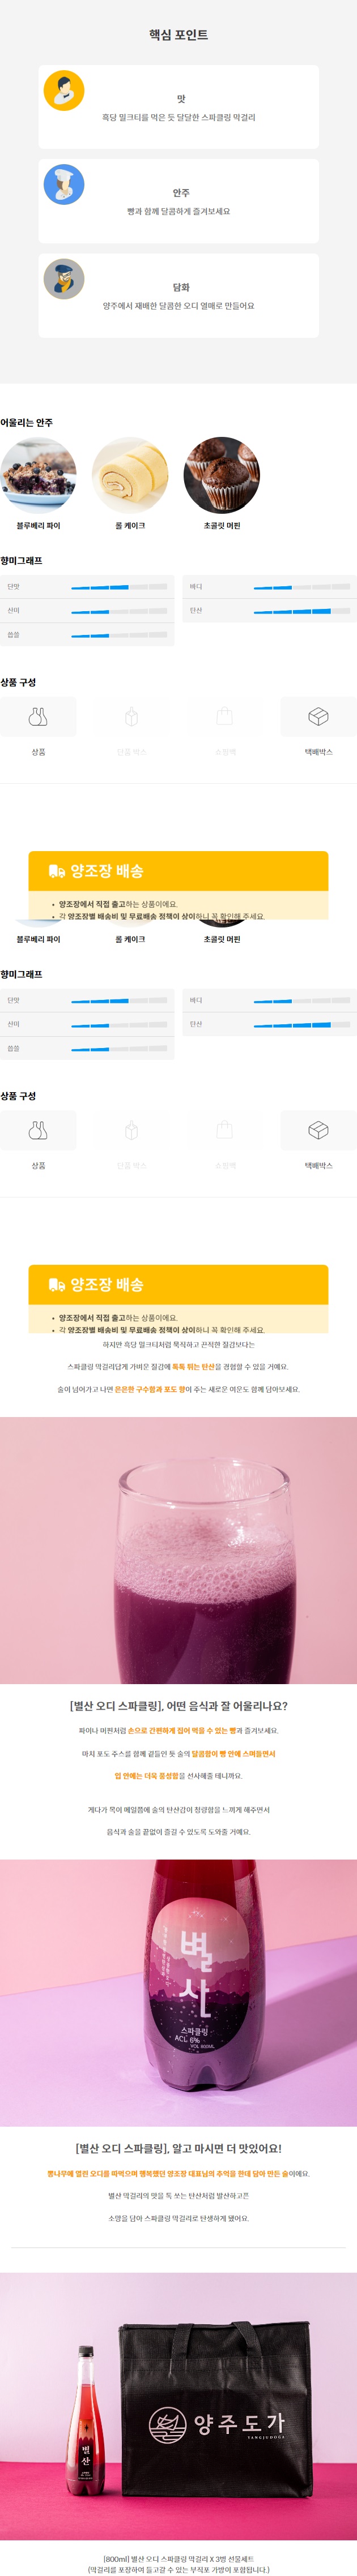 핵심 포인트
맛
흑당 밀크티를 먹은 듯 달달한 스파클링 막걸리
안주
빵과 함께 달콤하게 즐겨보세요
담화
양주에서 재배한 달콤한 오디 열매로 만들어요
어울리는 안주
블루베리 파이
롤 케이크
초콜릿 머핀
향미그래프
단맛
바디
산미
탄산
씁쓸
상품 구성
상품
단품 박스
쇼핑백
택배박스
양조장 배송
양조장에서 직접 출고하는 상품이에요.
각 양조장별 배송비 및 무료배송 정책이 상이하니 꼭 확인해 주세요.
블루베리 파이
롤 케이크
초콜릿 머핀
향미그래프
단맛
바디
산미
탄산
씁쓸
상품 구성
상품
단품 박스
쇼핑백
택배박스
양조장 배송
양조장에서 직접 출고하는 상품이에요.
각 양조장별 배송비 및 무료배송 정책이 상이하니 꼭 확인해 주세요.
하지만 흑당 밀크티처럼 묵직하고 끈적한 질감보다는
스파클링 막걸리답게 가벼운 질감에 톡톡 튀는 탄산을 경험할 수 있을 거예요.
술이 넘어가고 나면 은은한 구수함과 포도 향이 주는 새로운 여운도 함께 담아보세요.
[별산 오디 스파클링], 어떤 음식과 잘 어울리나요?
파이나 머핀처럼 손으로 간편하게 집어 먹을 수 있는 빵과 즐겨보세요.
마치 포도 주스를 함께 곁들인 듯 술의 달콤함이 빵 안에 스며들면서
입 안에는 더욱 풍성함을 선사해줄 테니까요.
게다가 목이 메일쯤에 술의 탄산감이 청량함을 느끼게 해주면서
음식과 술을 끝없이 즐길 수 있도록 도와줄 거예요.
별산
스파클링
ACL 6%
VOL 800ML
[별산 오디 스파클링], 알고 마시면 더 맛있어요!
뽕나무에 열린 오디를 따먹으며 행복했던 양조장 대표님의 추억을 한데 담아 만든 술이에요.
별산 막걸리의 맛을 톡 쏘는 탄산처럼 발산하고픈
소망을 담아 스파클링 막걸리로 탄생하게 됐어요.
별산
양주도가
YANGJUDOGA
[800ml] 별산 오디 스파클링 막걸리 X 3병 선물세트
(막걸리를 포장하여 들고갈 수 있는 부직포 가방이 포함됩니다.)